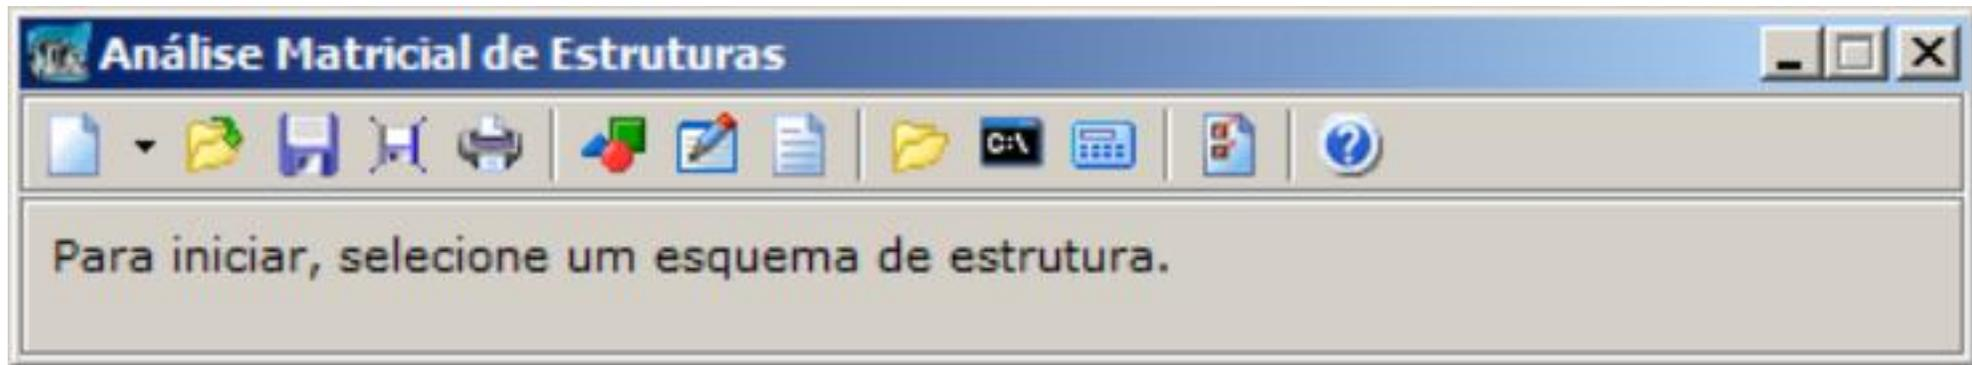 Análise Matricial de Estruturas
C:\
Para iniciar, selecione um esquema de estrutura.